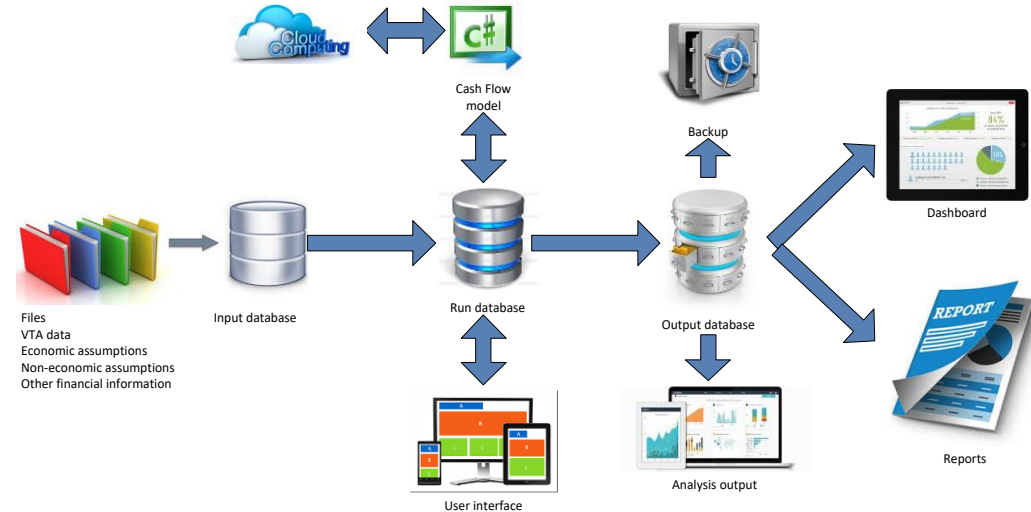 Cloud
Computing
C#
Cash Flow
model
Backup
84%
Dashboard
Files
VTA data
Economic assumptions
Non-economic assumptions
Other financial information
Input database
Run database
Output database
REPORT
Reports
A
B
C
C
A
B
C
A
B
C
User interface
Analysis output